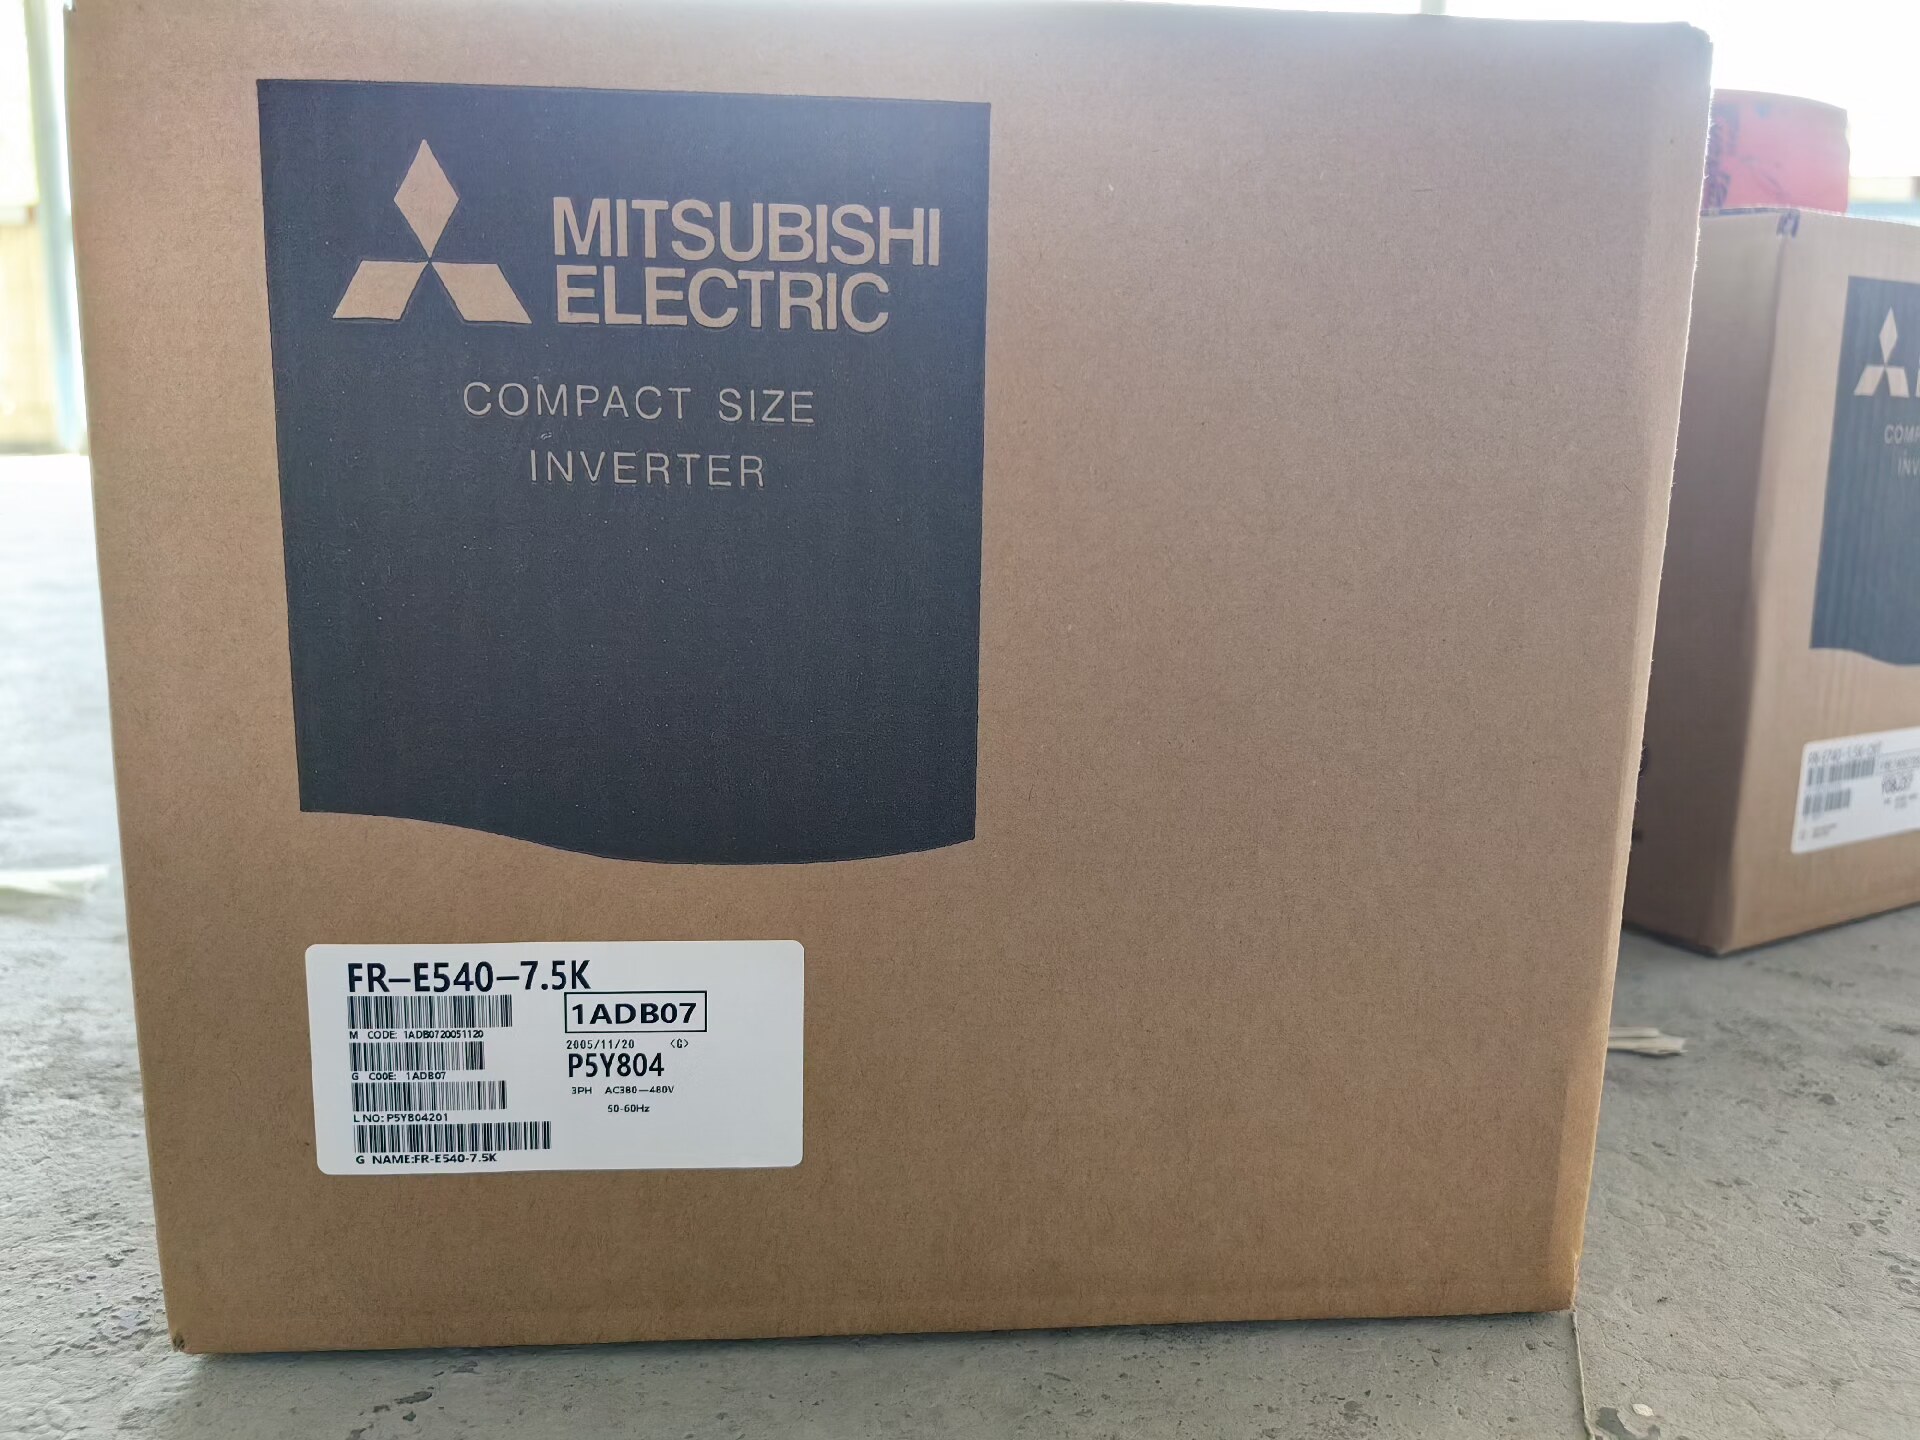 MITSUBISHI
ELECTRIC
COMPACT SIZE
INVERTER
FR-E540-7.5K
1ADB07
M CODE: 1ADB0720051120
2005/11/20 <G>
P5Y804
G COOE: 1ADB07
3PH AC380-480V
50-60Hz
L NO: P5Y804201
G NAME:FR-E540-7.5K